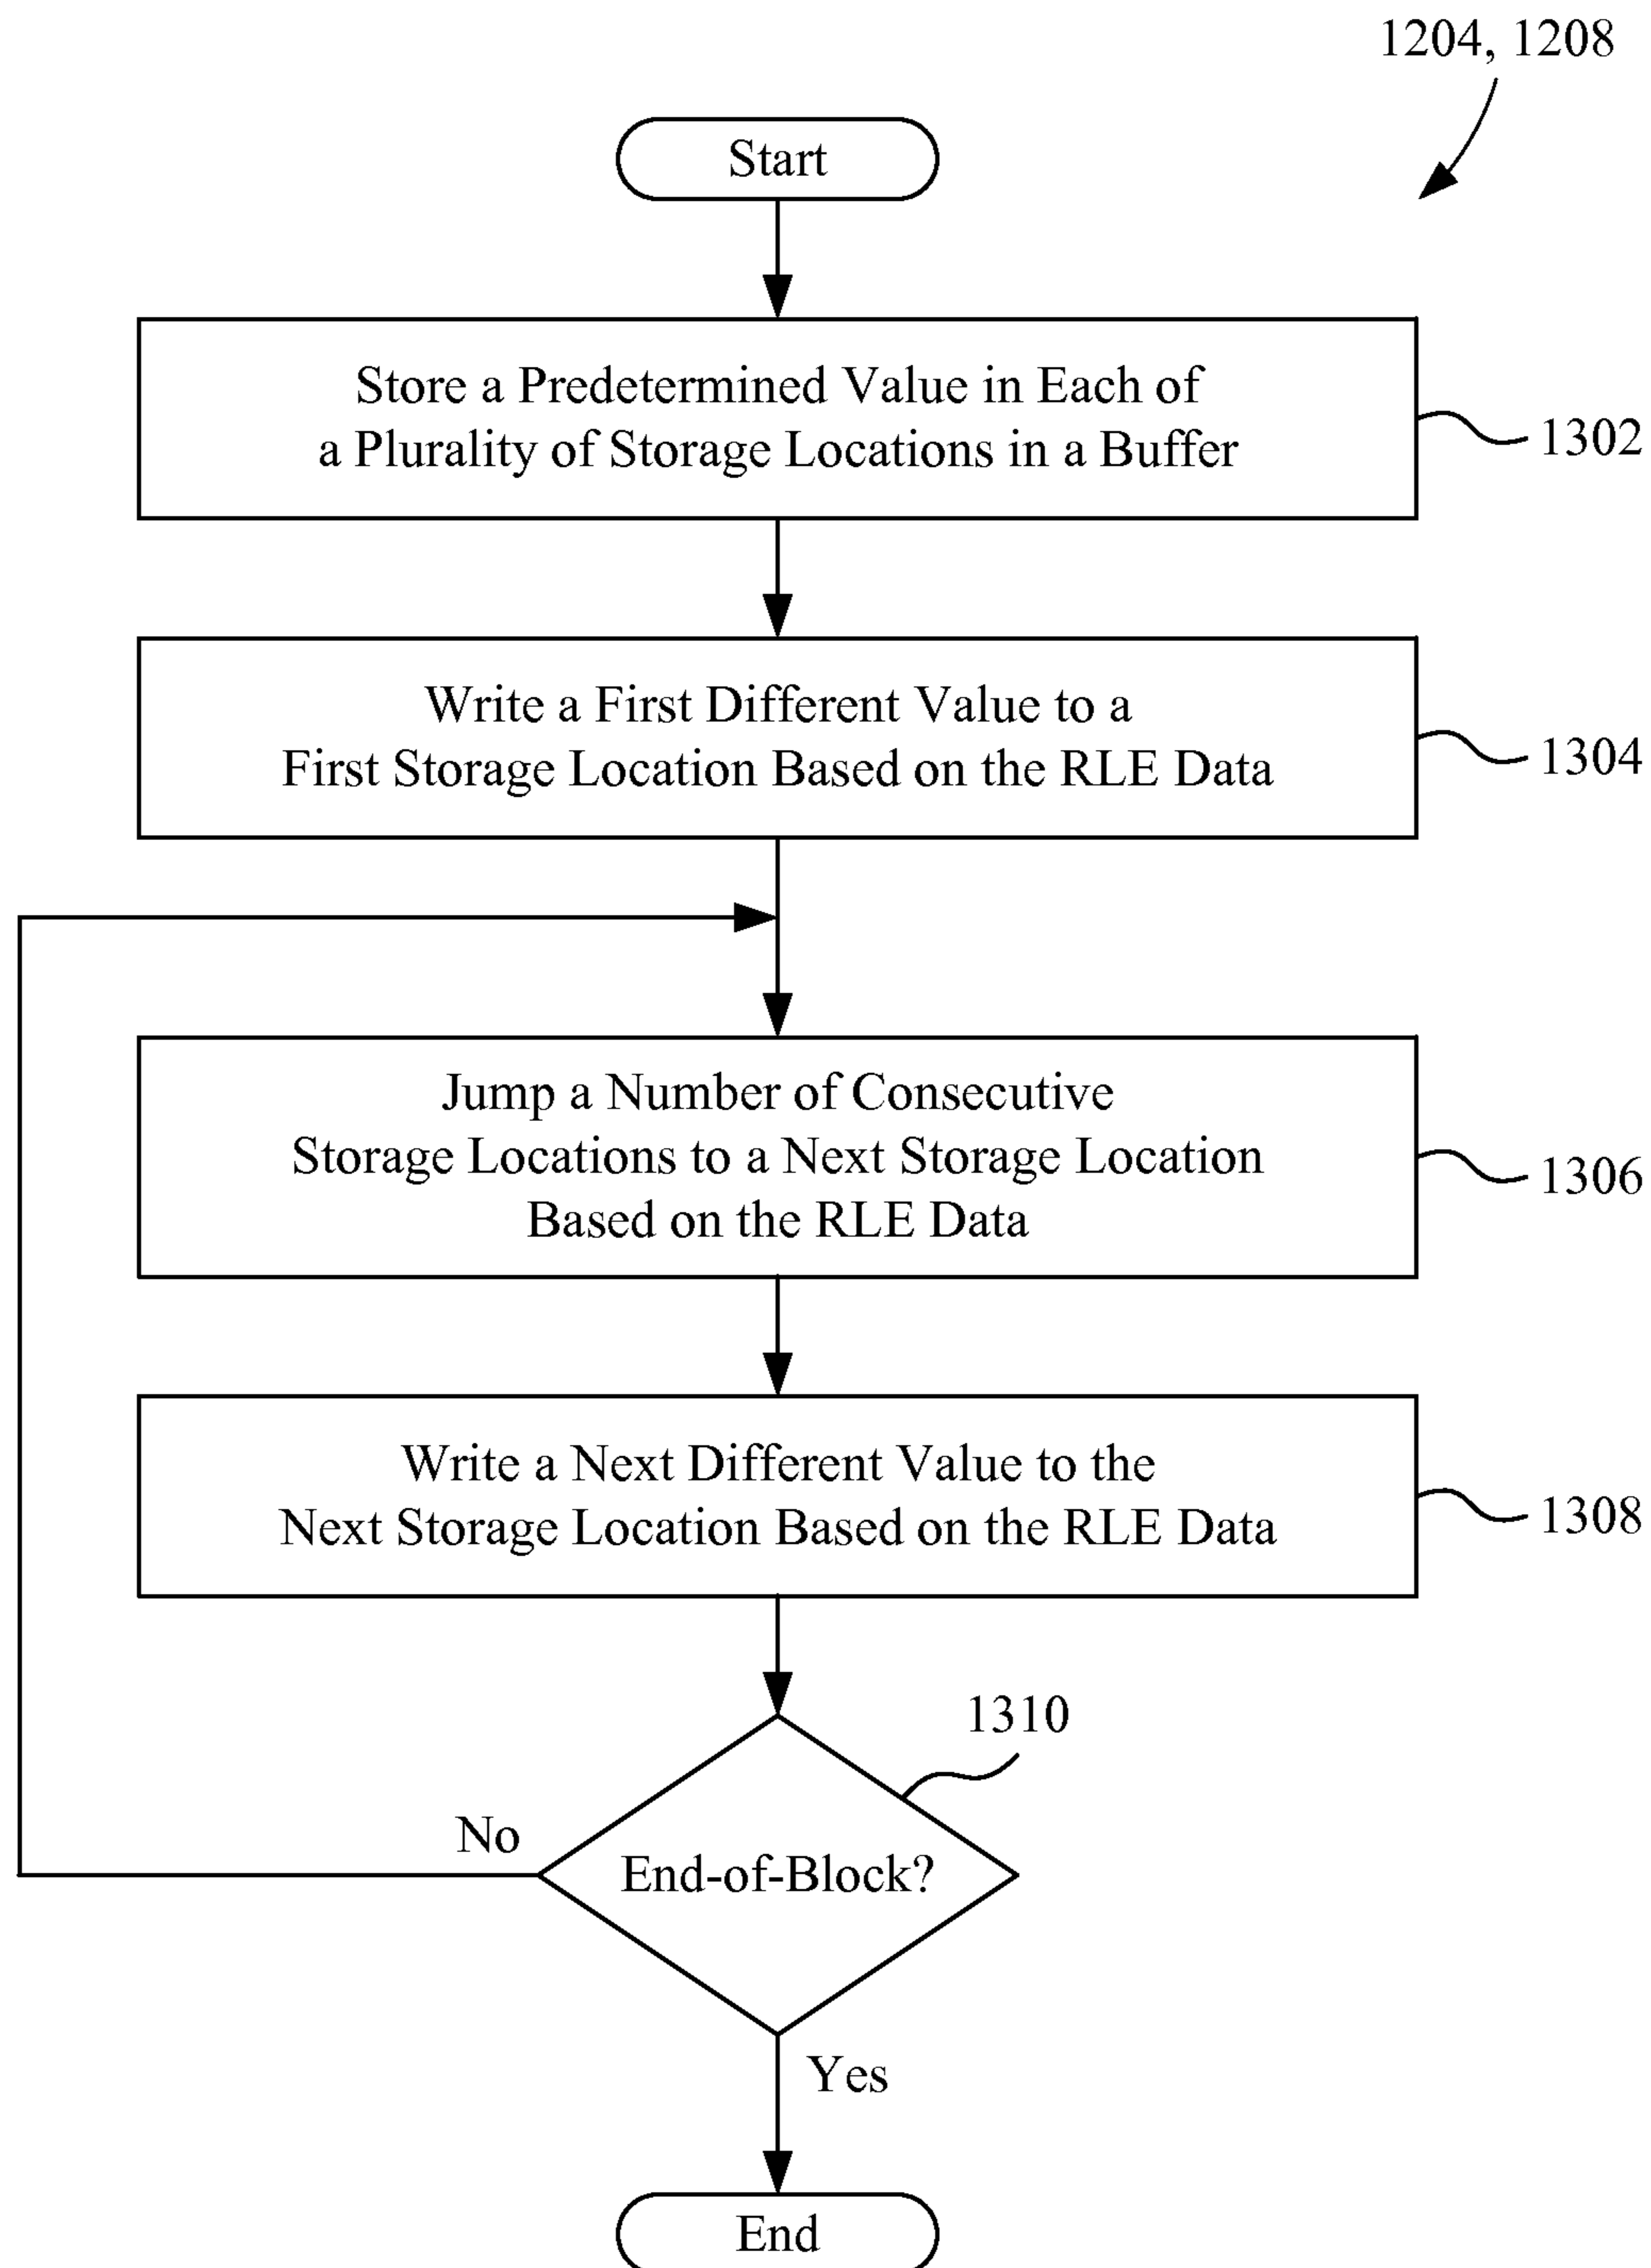 1204, 1208
Start
Store a Predetermined Value in Each of
a Plurality of Storage Locations in a Buffer
1302
Write a First Different Value to a
First Storage Location Based on the RLE Data
1304
Jump a Number of Consecutive
Storage Locations to a Next Storage Location
Based on the RLE Data
1306
Write a Next Different Value to the
Next Storage Location Based on the RLE Data
1308
1310
No
End-of-Block?
Yes
End